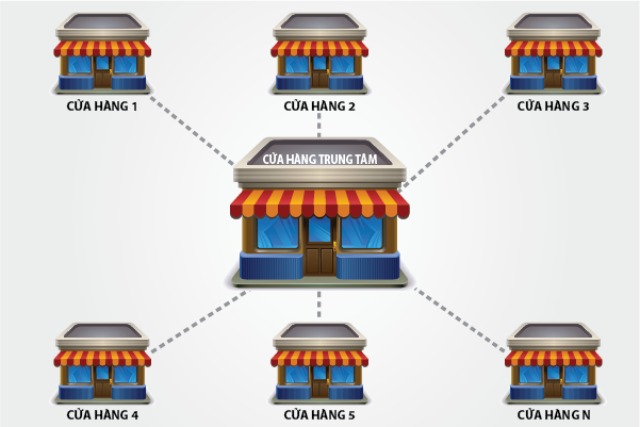 CỬA HÀNG 1
CỬA HÀNG 2
CỬA HÀNG 3
CỬA HÀNG TRUNG TÂM
CỬA HÀNG 4
CỬA HÀNG 5
CỬA HÀNG N